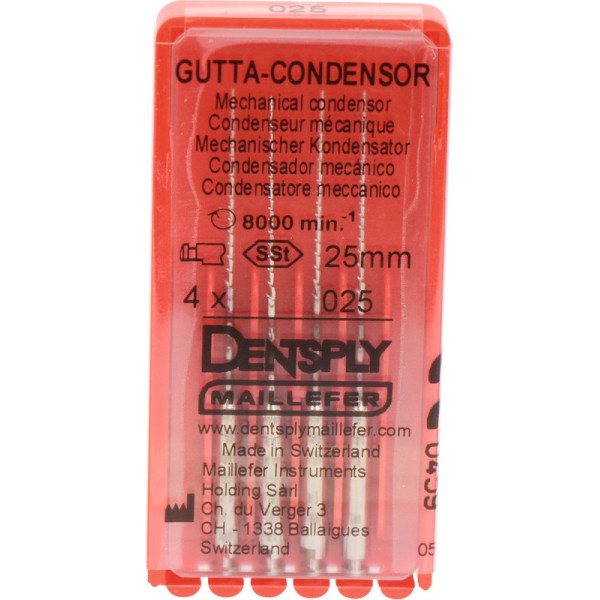 025
GUTTA-CONDENSOR
Mechanical condensor
Condenseur mécanique
Mechanischer Kondensator
Condensador mecánico
Condensatore meccanico
8000 min.-1
SSt 25mm
4 x 025
DENTSPLY
MAILLEFER
www.dentsplymaillefer.com
Made in Switzerland
Maillefer Instruments
Holding Sàrl
Ch. du Verger 3
CH - 1338 Ballaigues
Switzerland
0459
05